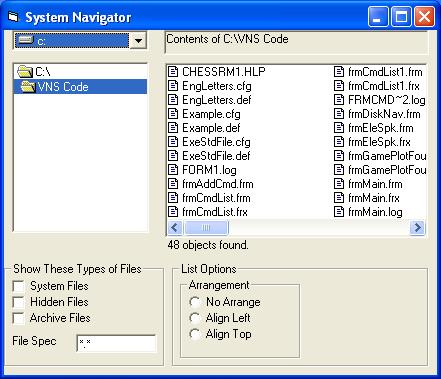 System Navigator
c:
Contents of C:\VNS Code
C:\
VNS Code
CHESSRM1.HLP
EngLetters.cfg
EngLetters.def
Example.cfg
Example.def
ExeStdFile.cfg
ExeStdFile.def
FORM1.log
frmAddCmd.frm
frmCmdList.frm
frmCmdList.frx
frmCmdList1.frm
frmCmdList1.frx
FRMCMD~2.log
frmDiskNav.frm
frmEleSpk.frm
frmEleSpk.frx
frmGamePlotFou
frmGamePlotFou
frmMain.frm
frmMain.frx
frmMain.log
48 objects found.
Show These Types of Files
System Files
Hidden Files
Archive Files
File Spec
*.*
List Options
Arrangement
No Arrange
Align Left
Align Top